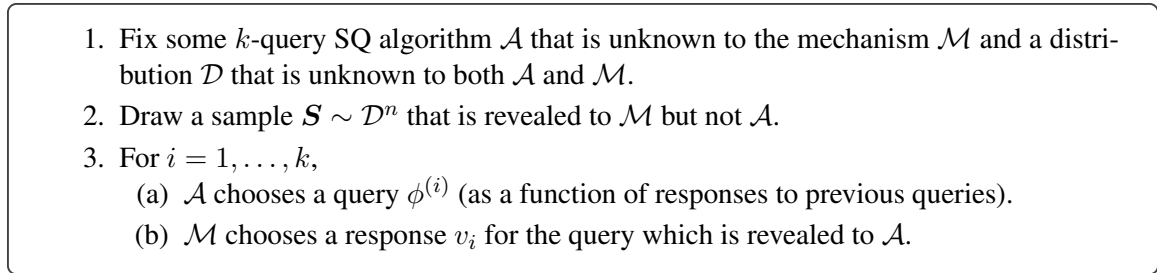 1. Fix some k-query SQ algorithm 𝒜 that is unknown to the mechanism ℳ and a distri-
bution 𝒟 that is unknown to both 𝒜 and ℳ.
2. Draw a sample 𝑺 ∼ 𝒟ⁿ that is revealed to ℳ but not 𝒜.
3. For i = 1, . . . , k,
(a) 𝒜 chooses a query ϕ⁽ⁱ⁾ (as a function of responses to previous queries).
(b) ℳ chooses a response vᵢ for the query which is revealed to 𝒜.